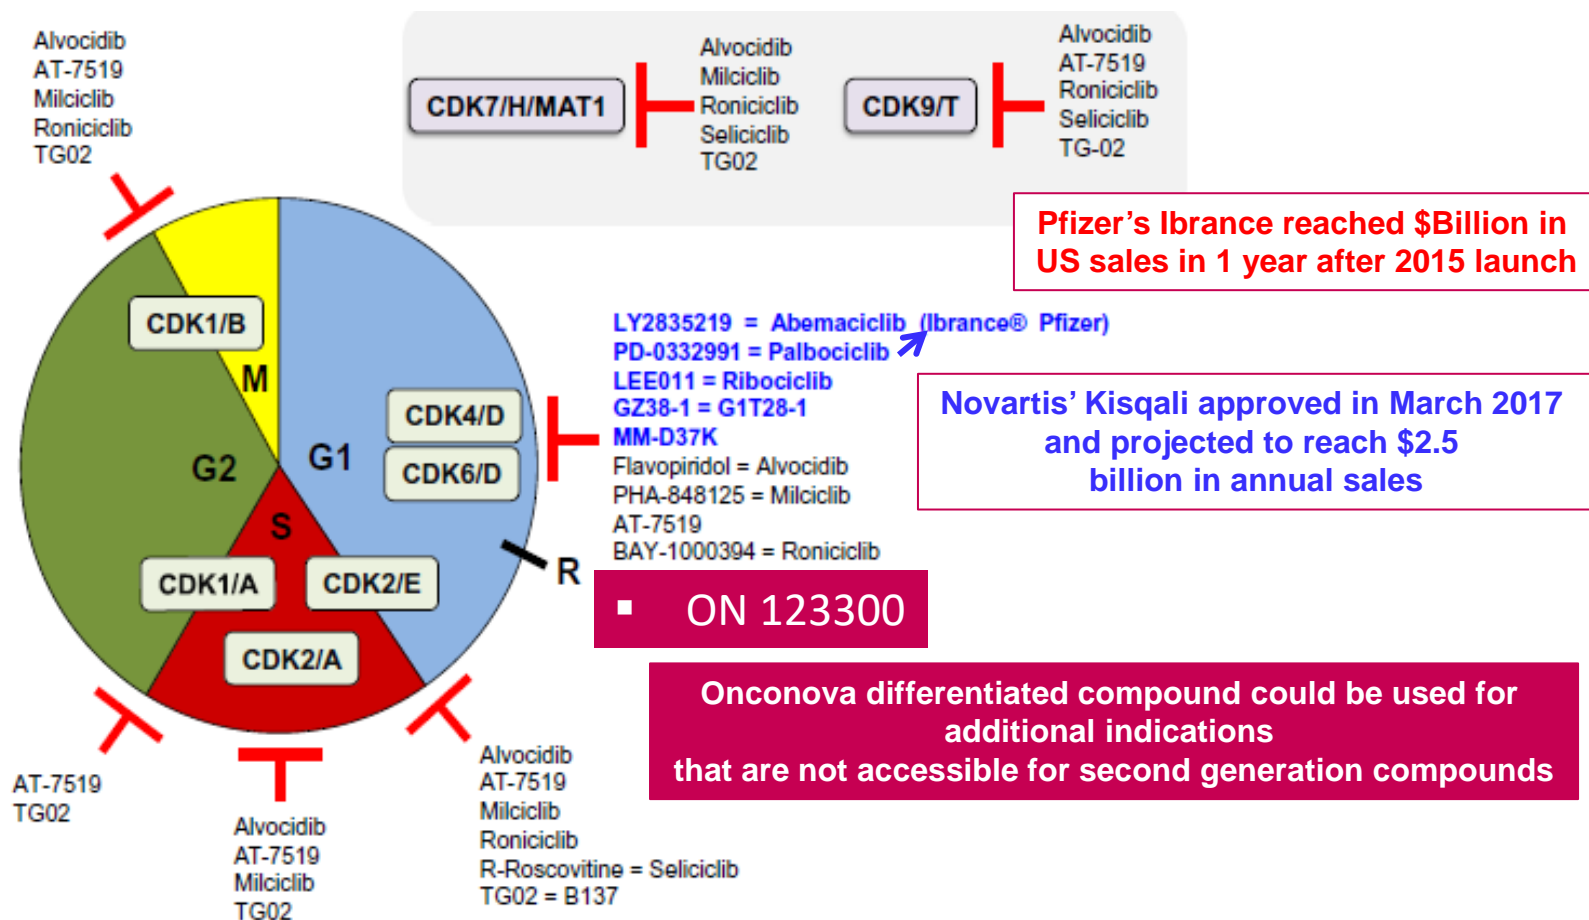 Alvocidib
AT-7519
Milciclib
Roniciclib
TG02
CDK7/H/MAT1
Alvocidib
Milciclib
Roniciclib
Seliciclib
TG02
CDK9/T
Alvocidib
AT-7519
Roniciclib
Seliciclib
TG-02
Pfizer's Ibrance reached $Billion in
US sales in 1 year after 2015 launch
CDK1/B
M
G2
G1
S
CDK4/D
CDK6/D
CDK1/A
CDK2/E
CDK2/A
R
LY2835219 = Abemaciclib (Ibrance® Pfizer)
PD-0332991 = Palbociclib
LEE011 = Ribociclib
GZ38-1 = G1T28-1
MM-D37K
Flavopiridol = Alvocidib
PHA-848125 = Milciclib
AT-7519
BAY-1000394 = Roniciclib
Novartis' Kisqali approved in March 2017
and projected to reach $2.5
billion in annual sales
▪ ON 123300
Onconova differentiated compound could be used for
additional indications
that are not accessible for second generation compounds
AT-7519
TG02
Alvocidib
AT-7519
Milciclib
TG02
Alvocidib
AT-7519
Milciclib
Roniciclib
R-Roscovitine = Seliciclib
TG02 = B137